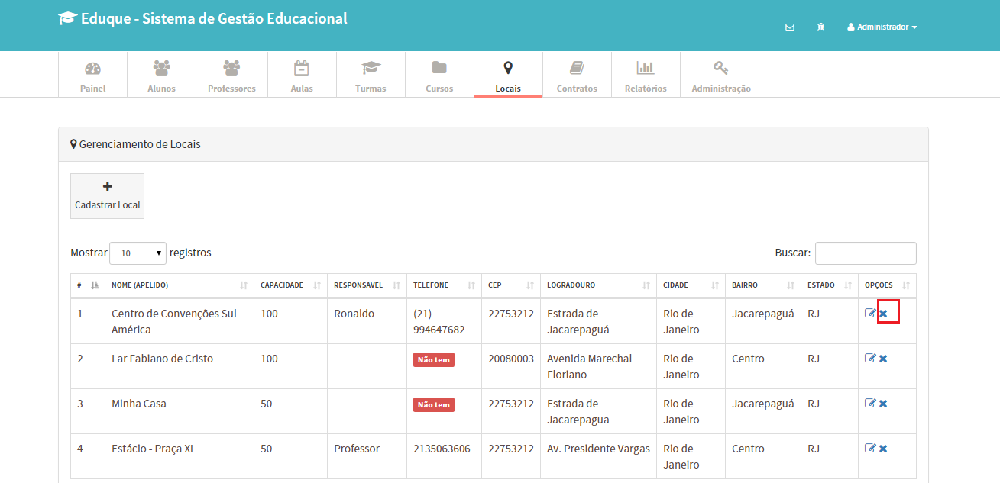 Eduque - Sistema de Gestão Educacional
Administrador
Painel
Alunos
Professores
Aulas
Turmas
Cursos
Locais
Contratos
Relatórios
Administração
Gerenciamento de Locais
Cadastrar Local
Mostrar 10 registros
Buscar:
# NOME (APELIDO) CAPACIDADE RESPONSÁVEL TELEFONE CEP LOGRADOURO CIDADE BAIRRO ESTADO OPÇÕES
1 Centro de Convenções Sul 100 Ronaldo (21) 22753212 Estrada de Rio de Jacarepaguá RJ
América 994647682 Jacarepaguá Janeiro
2 Lar Fabiano de Cristo 100 Não tem 20080003 Avenida Marechal Rio de Centro RJ
Floriano Janeiro
3 Minha Casa 50 Não tem 22753212 Estrada de Rio de Jacarepaguá RJ
Jacarepagua Janeiro
4 Estácio - Praça XI 50 Professor 2135063606 22753212 Av. Presidente Vargas Rio de Centro RJ
Janeiro